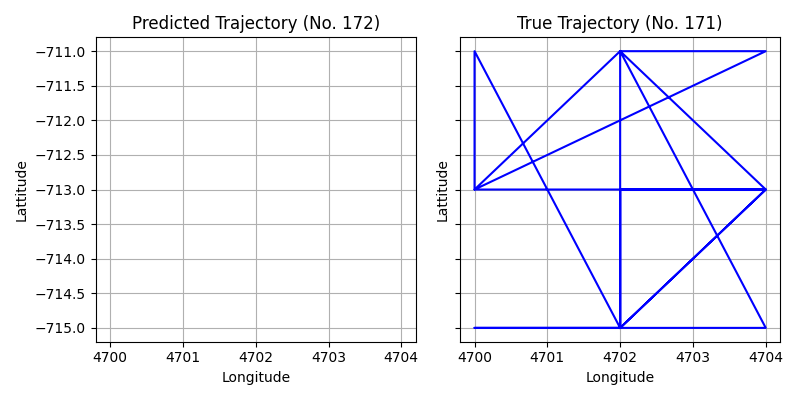 Predicted Trajectory (No. 172)
True Trajectory (No. 171)
−711.0
−711.5
−712.0
−712.5
−713.0
−713.5
−714.0
−714.5
−715.0
Lattitude
Lattitude
4700 4701 4702 4703 4704
4700 4701 4702 4703 4704
Longitude
Longitude